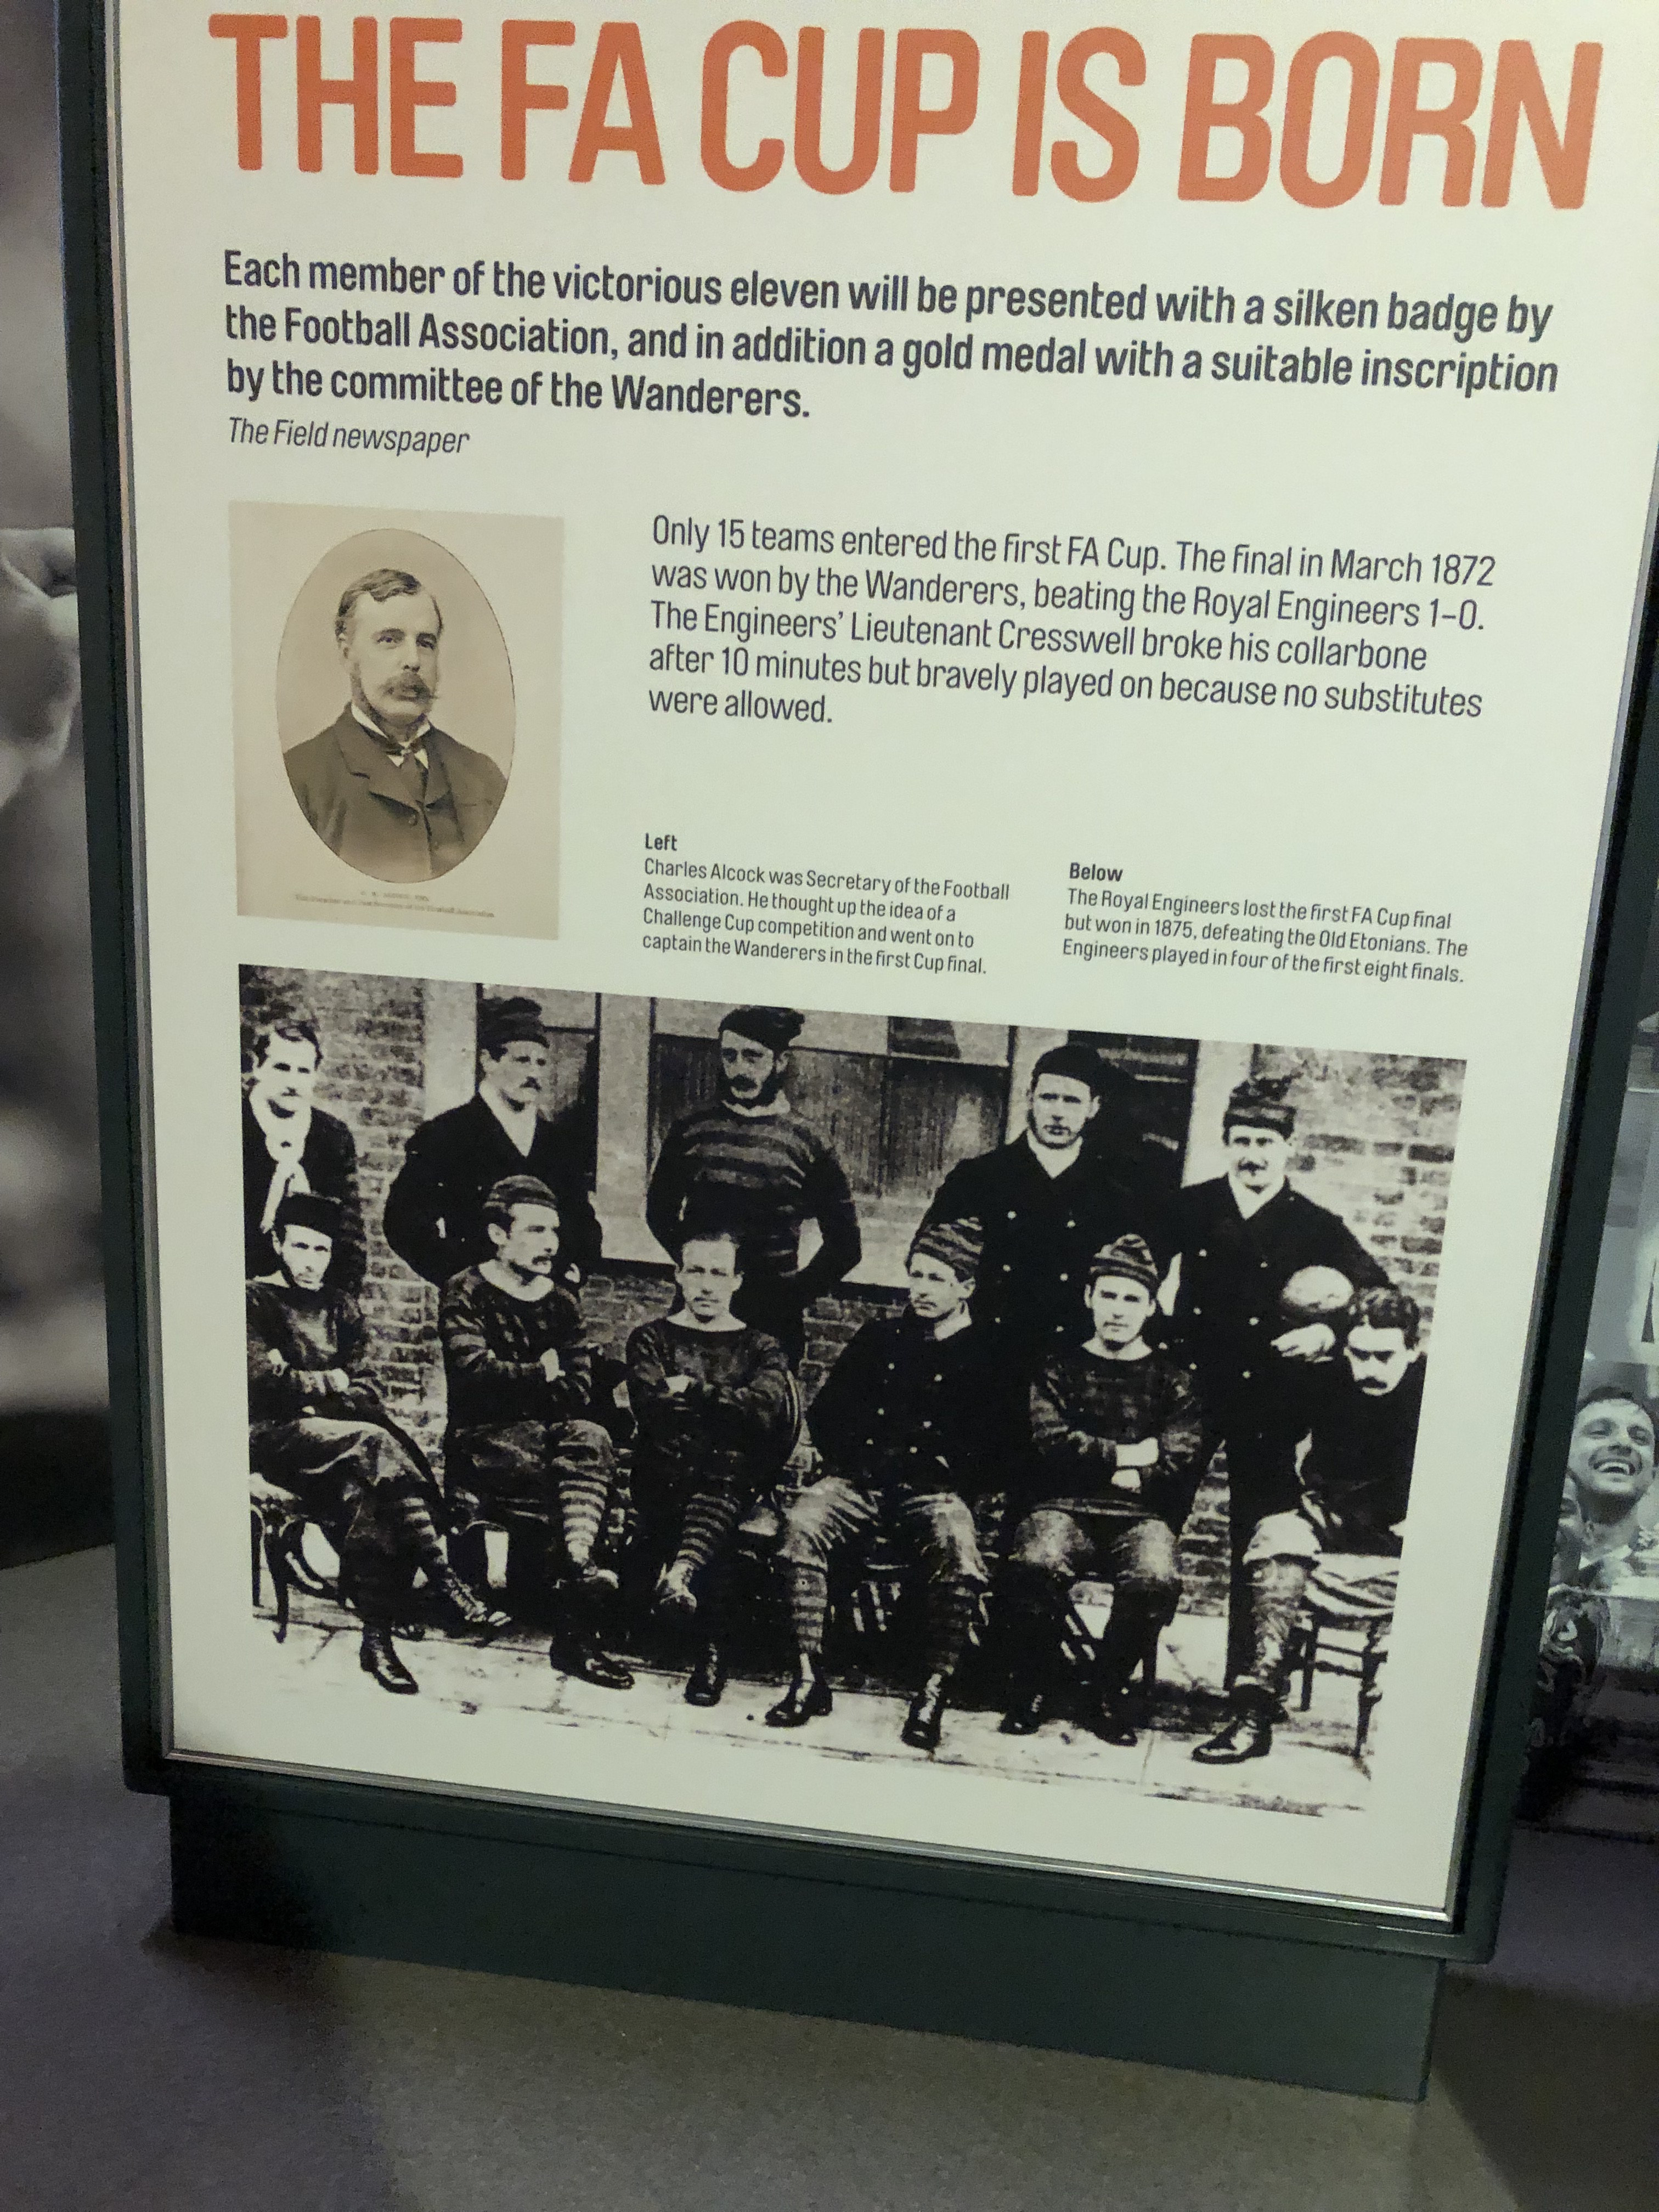 THE FA CUP IS BORN
Each member of the victorious eleven will be presented with a silken badge by
the Football Association, and in addition a gold medal with a suitable inscription
by the committee of the Wanderers.
The Field newspaper
Only 15 teams entered the first FA Cup. The final in March 1872
was won by the Wanderers, beating the Royal Engineers 1–0.
The Engineers’ Lieutenant Cresswell broke his collarbone
after 10 minutes but bravely played on because no substitutes
were allowed.
Left
Charles Alcock was Secretary of the Football
Association. He thought up the idea of a
Challenge Cup competition and went on to
captain the Wanderers in the first Cup final.
Below
The Royal Engineers lost the first FA Cup final
but won in 1875, defeating the Old Etonians. The
Engineers played in four of the first eight finals.